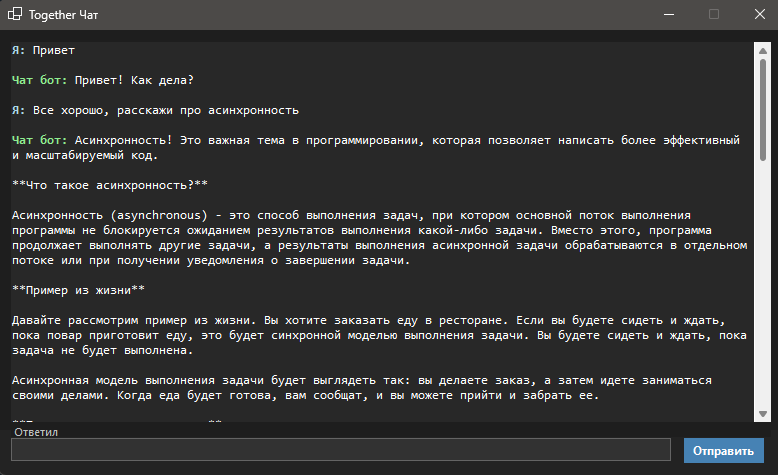 Together Чат
Я: Привет
Чат бот: Привет! Как дела?
Я: Все хорошо, расскажи про асинхронность
Чат бот: Асинхронность! Это важная тема в программировании, которая позволяет написать более эффективный
и масштабируемый код.
**Что такое асинхронность?**
Асинхронность (asynchronous) - это способ выполнения задач, при котором основной поток выполнения
программы не блокируется ожиданием результатов выполнения какой-либо задачи. Вместо этого, программа
продолжает выполнять другие задачи, а результаты выполнения асинхронной задачи обрабатываются в отдельном
потоке или при получении уведомления о завершении задачи.
**Пример из жизни**
Давайте рассмотрим пример из жизни. Вы хотите заказать еду в ресторане. Если вы будете сидеть и ждать,
пока повар приготовит еду, это будет синхронной моделью выполнения задачи. Вы будете сидеть и ждать, пока
задача не будет выполнена.
Асинхронная модель выполнения задачи будет выглядеть так: вы делаете заказ, а затем идете заниматься
своими делами. Когда еда будет готова, вам сообщат, и вы можете прийти и забрать ее.
Ответил
Отправить